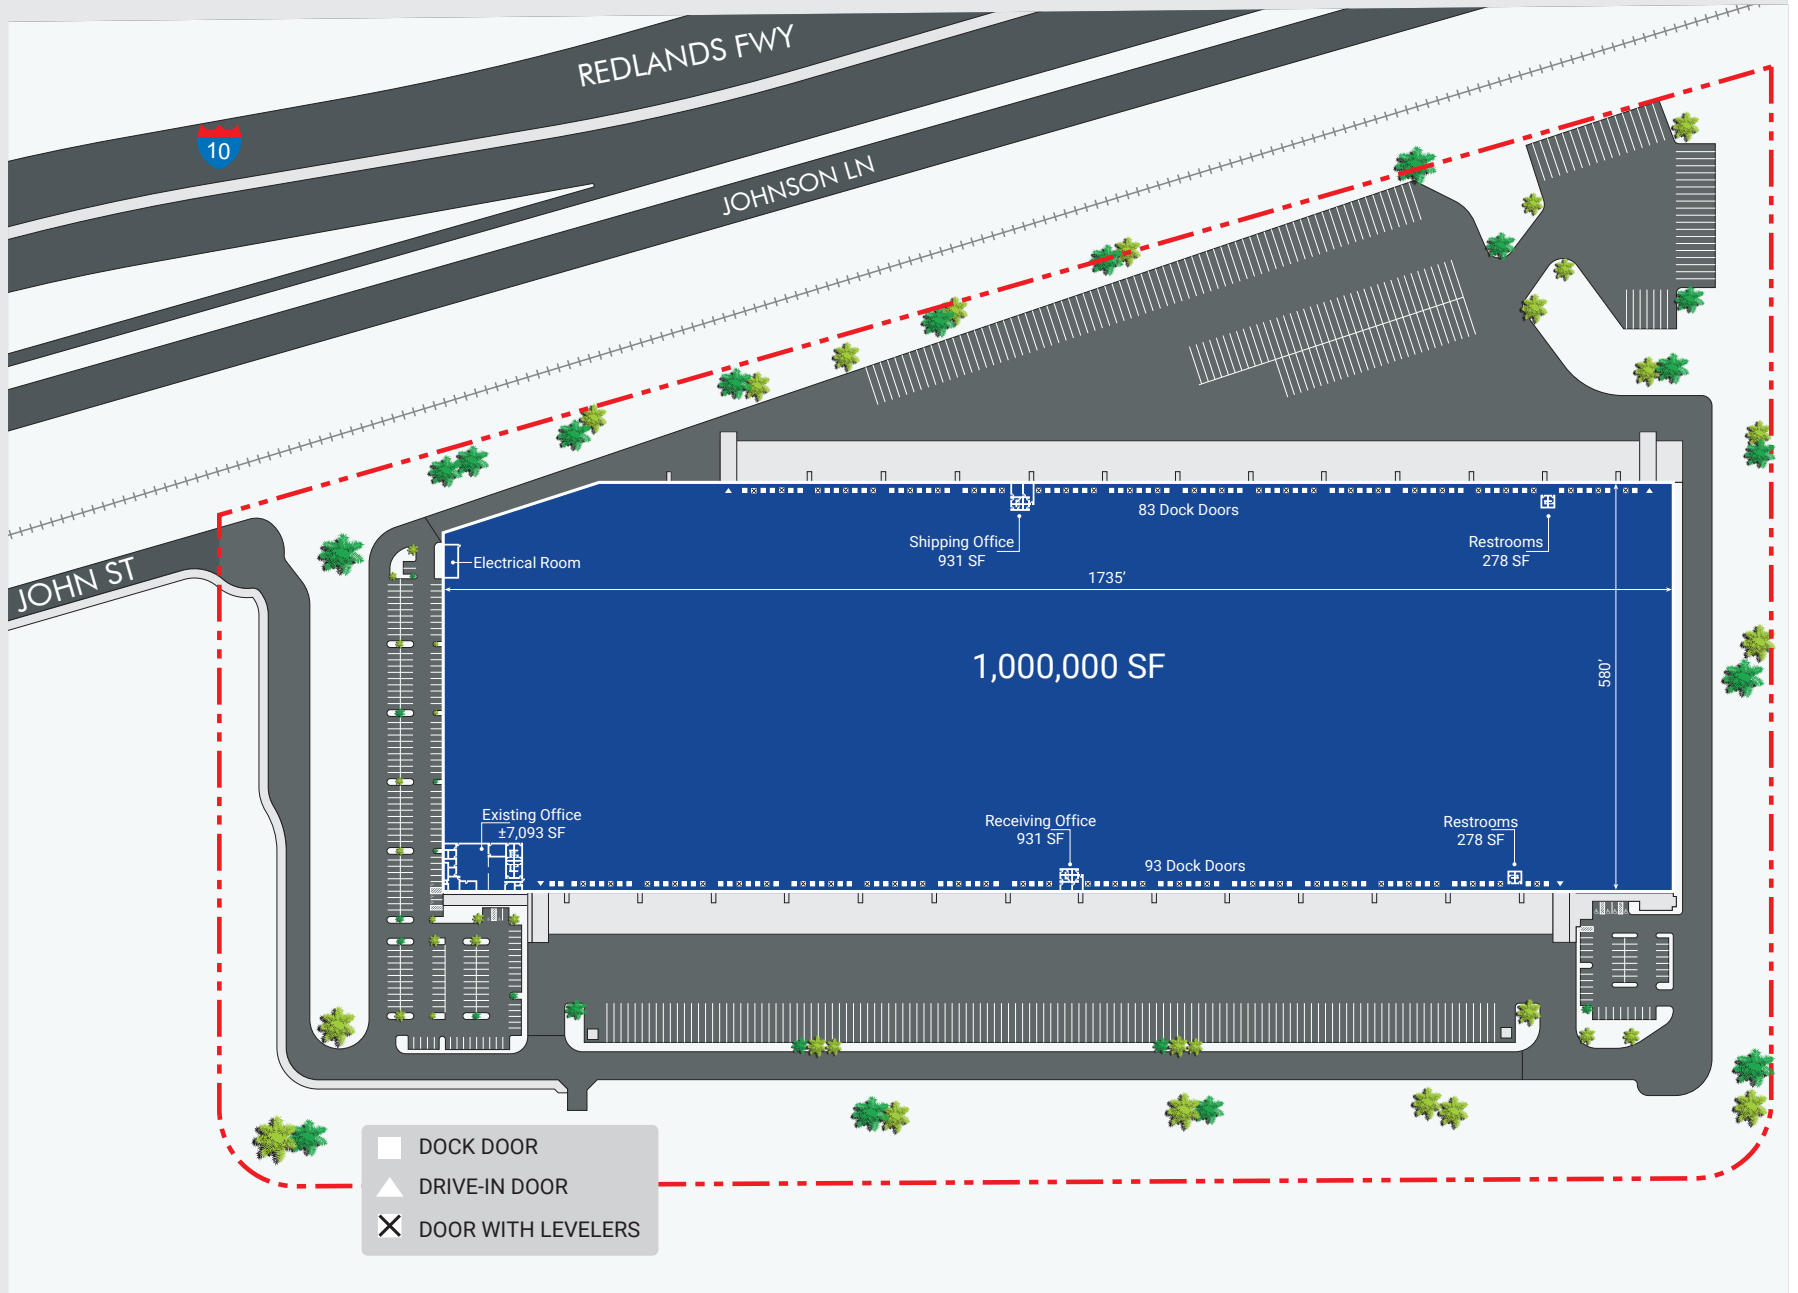 REDLANDS FWY
10
JOHNSON LN
JOHN ST
83 Dock Doors
Shipping Office
931 SF
Restrooms
278 SF
Electrical Room
1735’
1,000,000 SF
580’
Existing Office
±7,093 SF
Receiving Office
931 SF
Restrooms
278 SF
93 Dock Doors
DOCK DOOR
DRIVE-IN DOOR
DOOR WITH LEVELERS